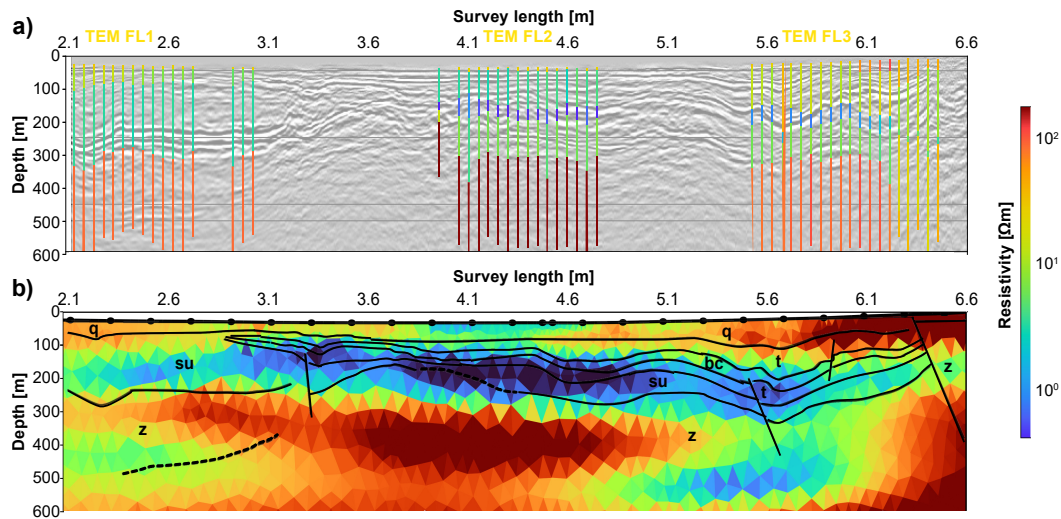 Survey length [m]
a)
2.1 TEM FL1 2.6 3.1 4.1 TEM FL2 4.6 5.1 5.6 TEM FL3 6.1 6.6
0
100
200
300
400
500
600
Depth [m]
Survey length [m]
b)
2.1 2.6 3.1 3.6 4.1 4.6 5.1 5.6 6.1 6.6
0
100
200
300
400
500
600
Depth [m]
q q
t
su bc z
su t
z z
Resistivity [Ωm]
10²
10¹
10⁰